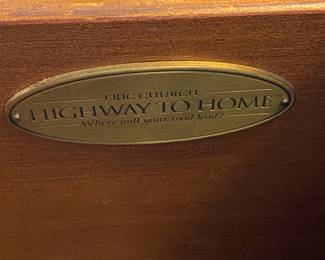 ERIC CHURCH
HIGHWAY TO HOME
Where will your road lead?